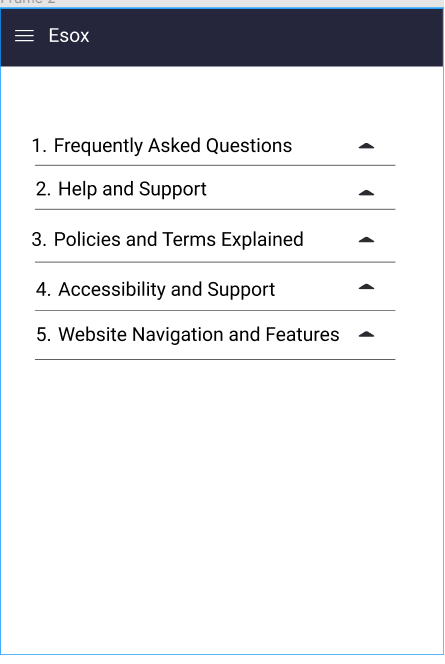 Frame 2
Esox
1. Frequently Asked Questions
2. Help and Support
3. Policies and Terms Explained
4. Accessibility and Support
5. Website Navigation and Features